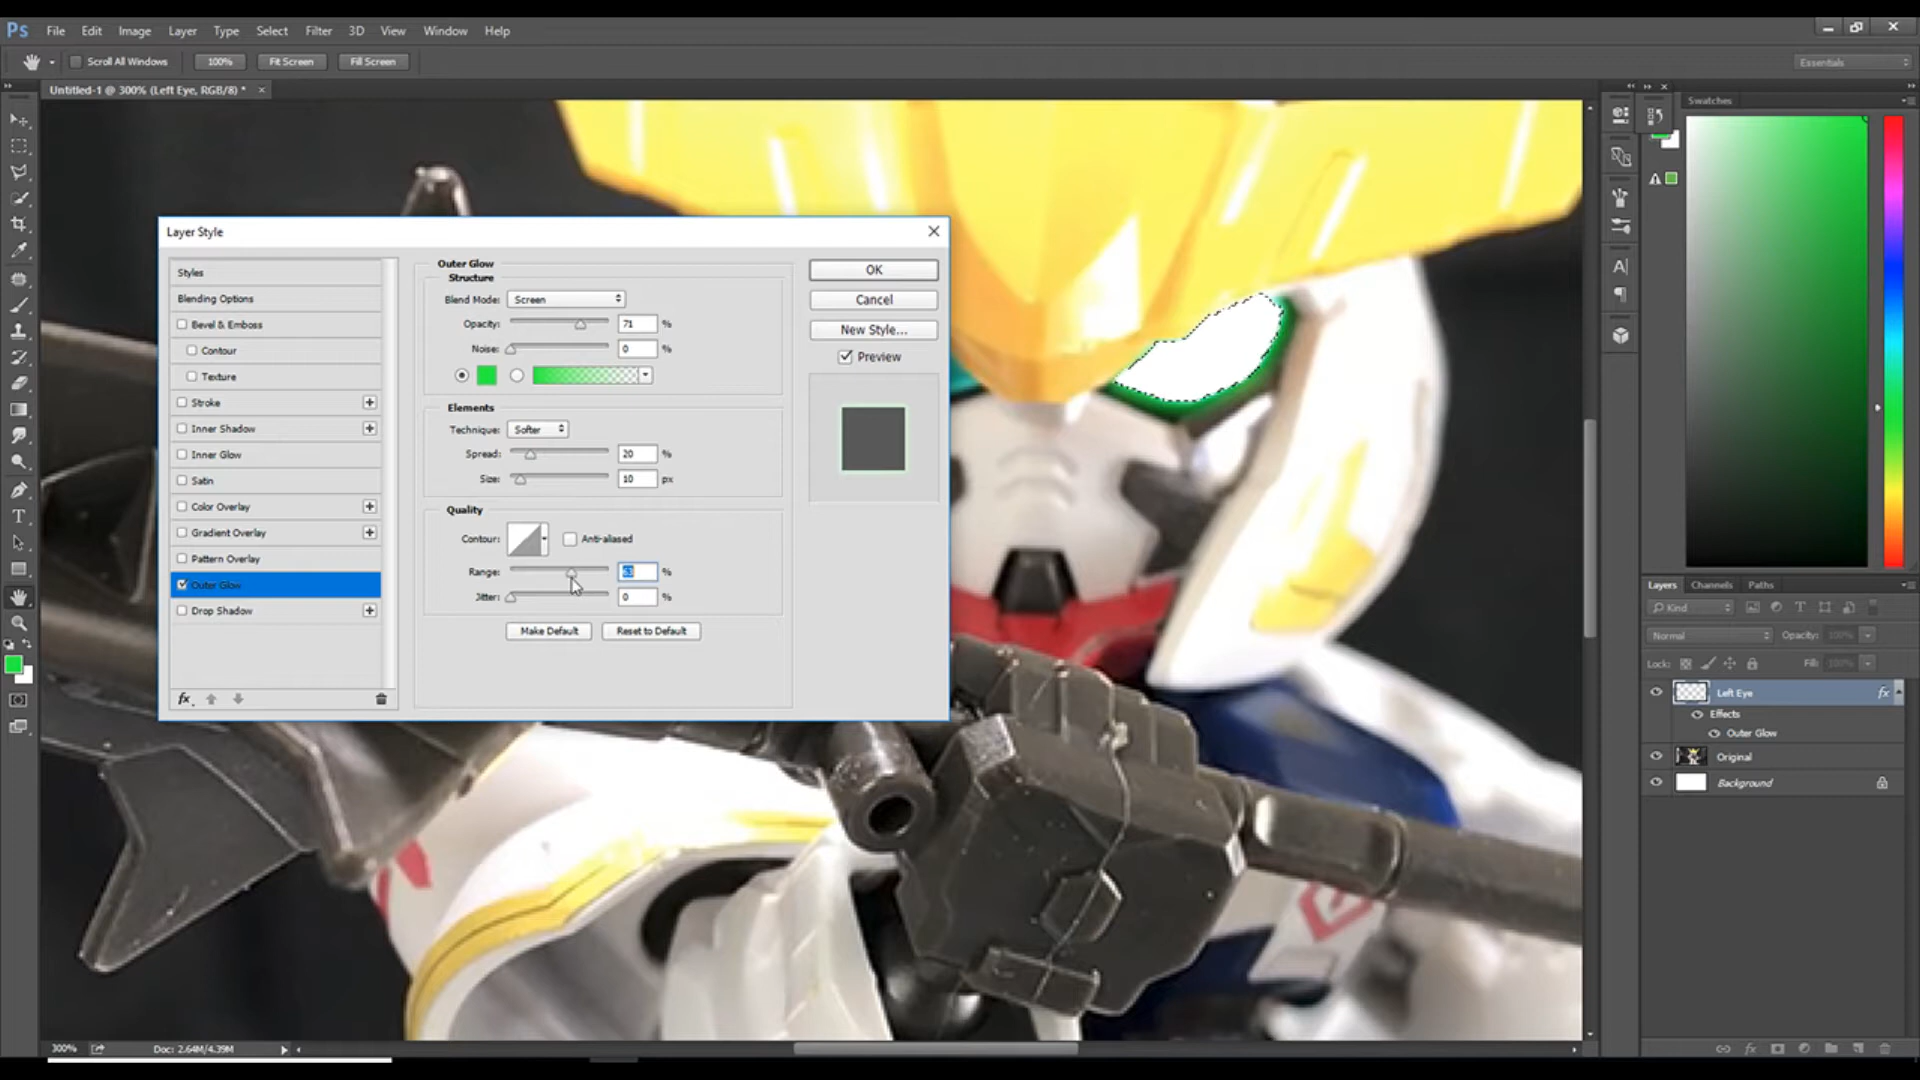 Ps File Edit Image Layer Type Select Filter 3D View Window Help
Scroll All Windows 100% Fit Screen Fill Screen Essentials
Untitled-1 @ 300% (Left Eye, RGB/8) * ×
Swatches
Layer Style
Styles
Blending Options
Bevel & Emboss
Contour
Texture
Stroke
Inner Shadow
Inner Glow
Satin
Color Overlay
Gradient Overlay
Pattern Overlay
Outer Glow
Drop Shadow
fx
Outer Glow
Structure
Blend Mode: Screen
Opacity: 71 %
Noise: 0 %
Elements
Technique: Softer
Spread: 20 %
Size: 10 px
Quality
Contour: Anti-aliased
Range: 63 %
Jitter: 0 %
Make Default Reset to Default
OK
Cancel
New Style...
Preview
Layers Channels Paths
Kind
Normal Opacity: 100%
Lock: Fill: 100%
Left Eye fx
Effects
Outer Glow
Original
Background
300% Doc: 2.64M/4.39M